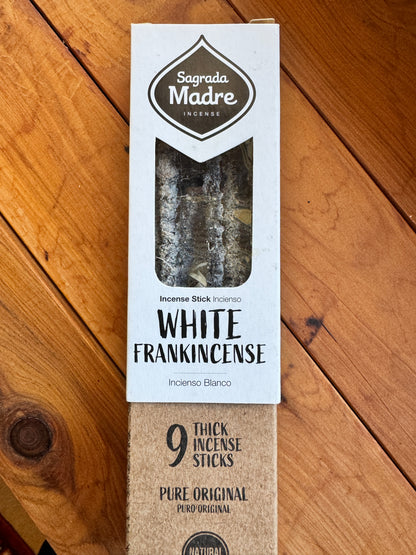 Sagrada
Madre
INCENSE
Incense Stick Incienso
WHITE
FRANKINCENSE
Incienso Blanco
9 THICK
INCENSE
STICKS
PURE ORIGINAL
PURO ORIGINAL
NATURAL